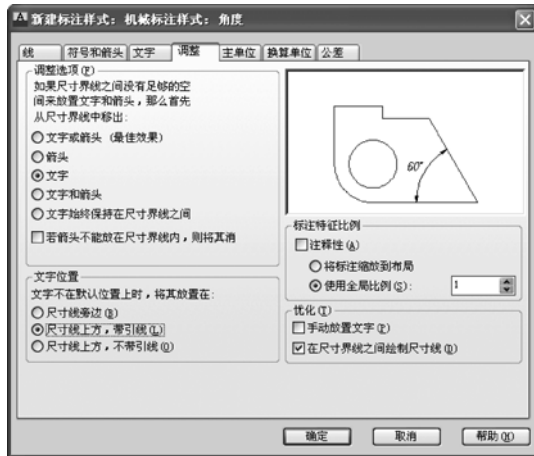 新建标注样式：机械标注样式：角度
线 符号和箭头 文字 调整 主单位 换算单位 公差
调整选项(F)
如果尺寸界线之间没有足够的空
间来放置文字和箭头，那么首先
从尺寸界线中移出：
文字或箭头（最佳效果）
箭头
文字
文字和箭头
文字始终保持在尺寸界线之间
若箭头不能放在尺寸界线内，则将其消
文字位置
文字不在默认位置上时，将其放置在：
尺寸线旁边(B)
尺寸线上方，带引线(L)
尺寸线上方，不带引线(O)
60°
标注特征比例
注释性(A)
将标注缩放到布局
使用全局比例(S)： 1
优化(T)
手动放置文字(P)
在尺寸界线之间绘制尺寸线(D)
确定 取消 帮助(H)